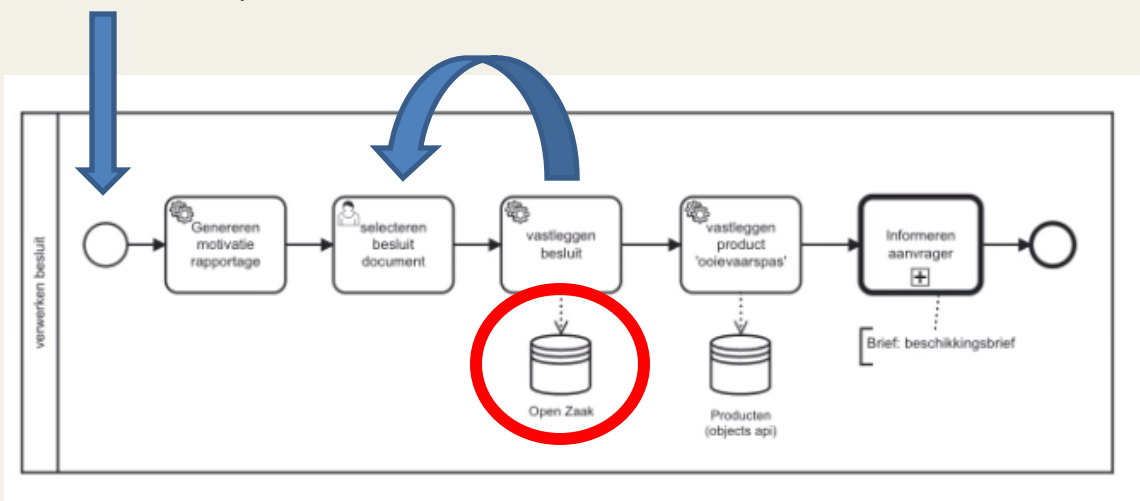 verwerken besluit
Genereren
motivatie
rapportage
selecteren
besluit
document
vastleggen
besluit
vastleggen
product
'ooievaarspas'
Informeren
aanvrager
Brief: beschikkingsbrief
Open Zaak
Producten
(objects api)